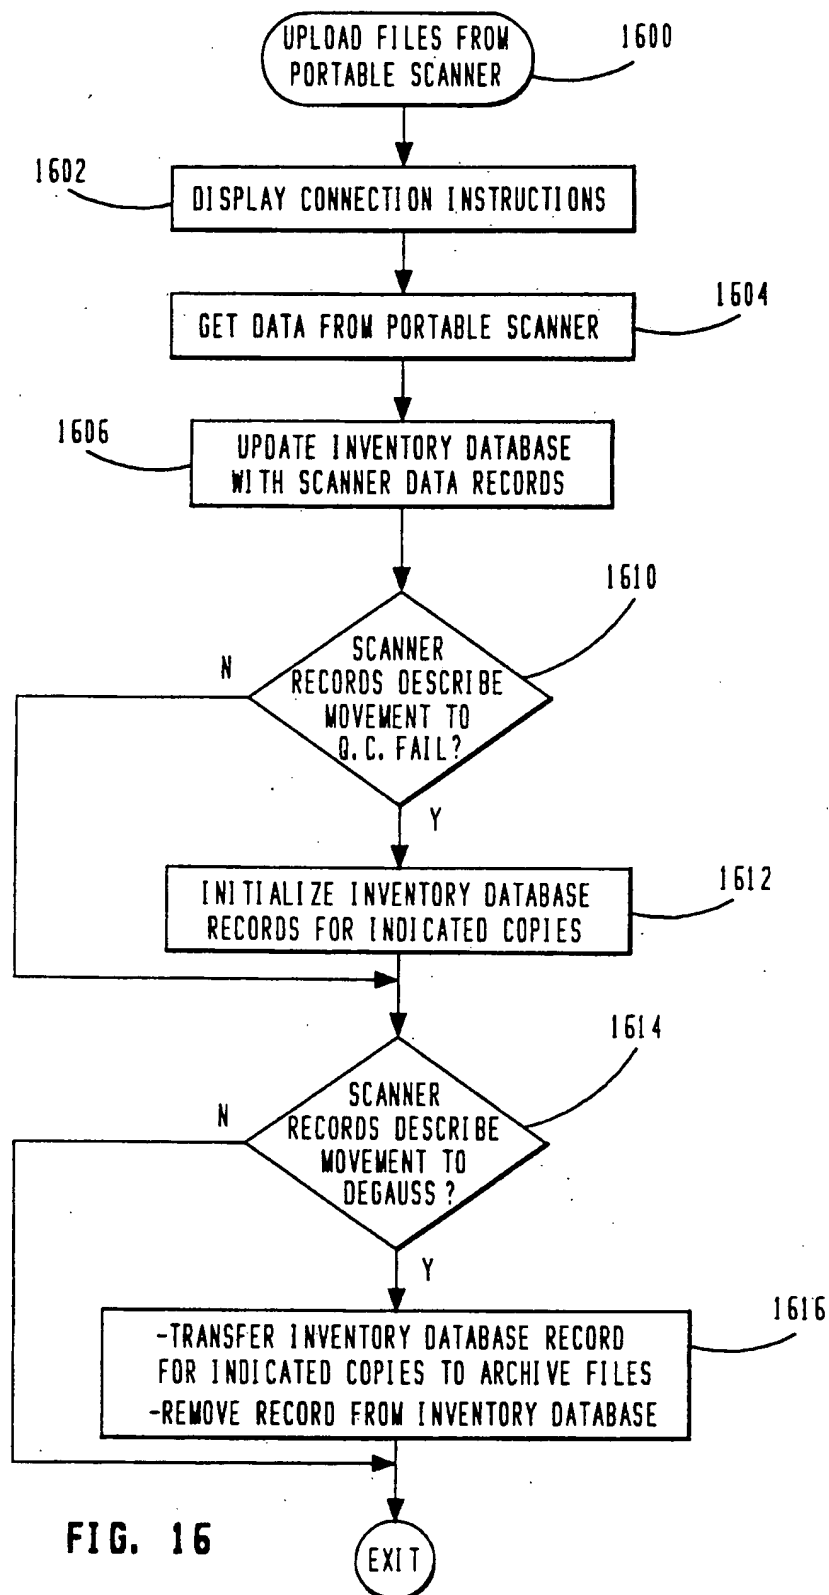 UPLOAD FILES FROM
PORTABLE SCANNER
1600
1602
DISPLAY CONNECTION INSTRUCTIONS
1604
GET DATA FROM PORTABLE SCANNER
1606
UPDATE INVENTORY DATABASE
WITH SCANNER DATA RECORDS
1610
SCANNER
RECORDS DESCRIBE
MOVEMENT TO
Q.C. FAIL?
N
Y
1612
INITIALIZE INVENTORY DATABASE
RECORDS FOR INDICATED COPIES
1614
SCANNER
RECORDS DESCRIBE
MOVEMENT TO
DEGAUSS?
N
Y
1616
-TRANSFER INVENTORY DATABASE RECORD
FOR INDICATED COPIES TO ARCHIVE FILES
-REMOVE RECORD FROM INVENTORY DATABASE
EXIT
FIG. 16